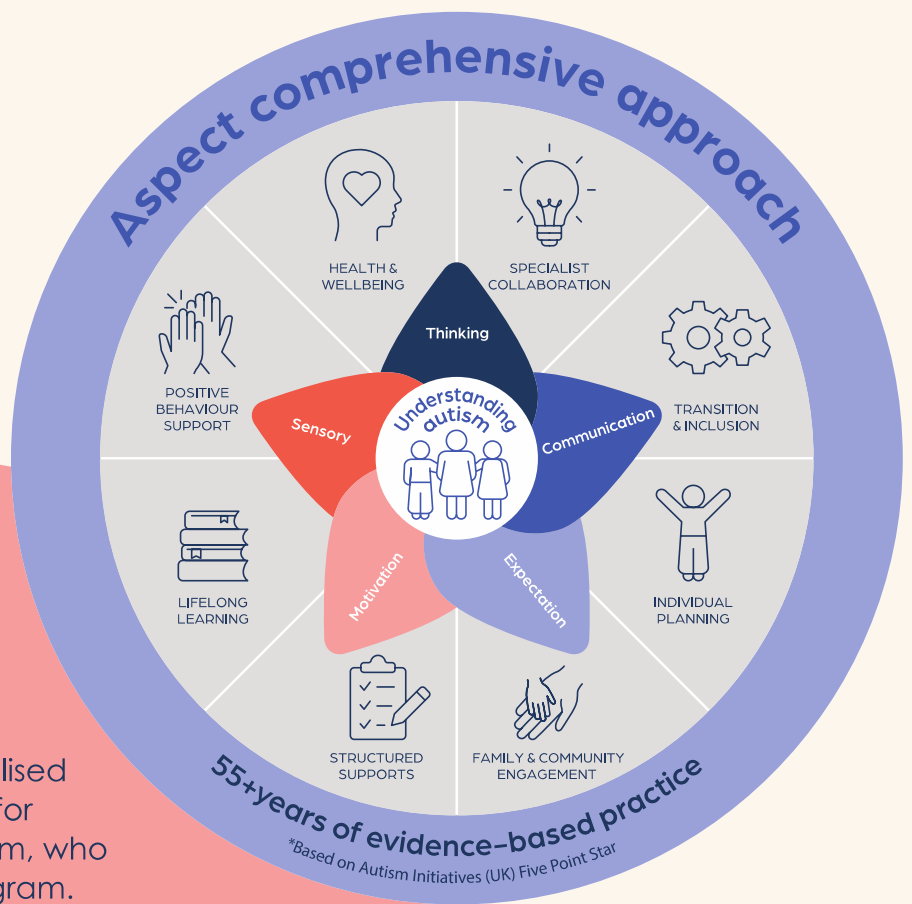 Aspect comprehensive approach
HEALTH &
WELLBEING
SPECIALIST
COLLABORATION
TRANSITION
& INCLUSION
INDIVIDUAL
PLANNING
FAMILY & COMMUNITY
ENGAGEMENT
STRUCTURED
SUPPORTS
LIFELONG
LEARNING
POSITIVE
BEHAVIOUR
SUPPORT
Thinking
Communication
Expectation
Motivation
Sensory
Understanding
autism
55+years of evidence-based practice
*Based on Autism Initiatives (UK) Five Point Star
lised
for
m, who
gram.